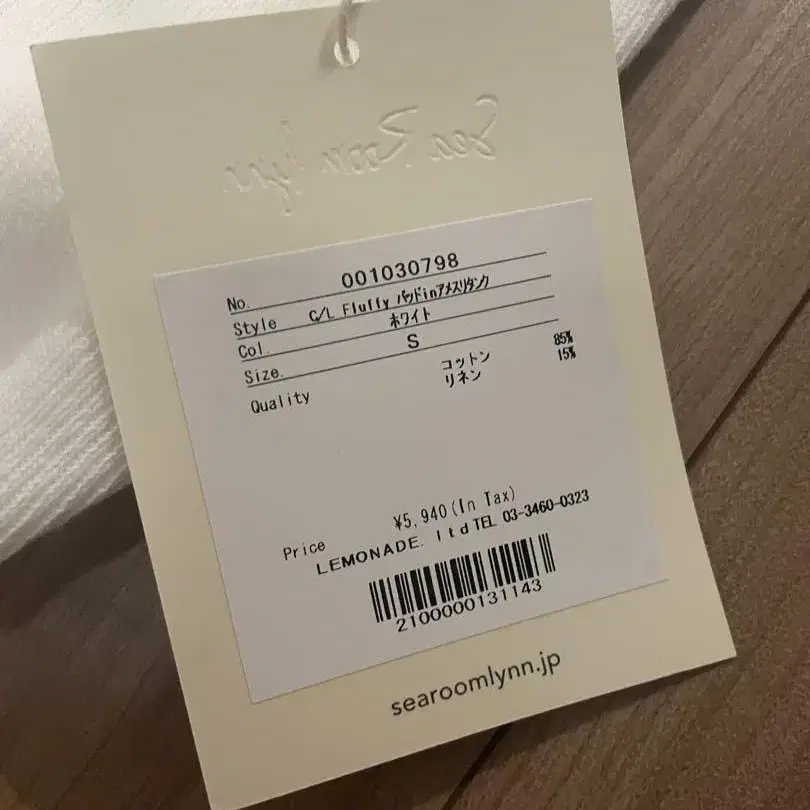 Sea Room lynn
No. 001030798
Style C/L Fluffy パッドinアメスリタンク
Col. ホワイト
Size. S
Quality コットン 85%
リネン 15%
Price ¥5,940(In Tax)
LEMONADE. ltd TEL 03-3460-0323
2100000131143
searoomlynn.jp